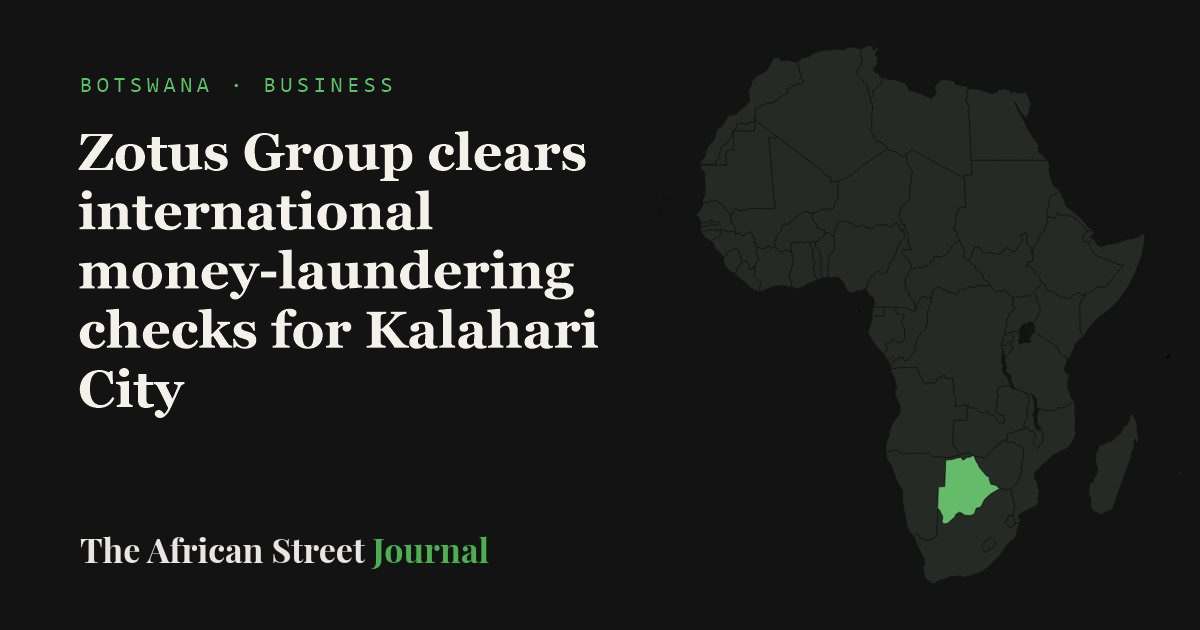 BOTSWANA · BUSINESS
Zotus Group clears
international
money-laundering
checks for Kalahari
City
The African Street Journal